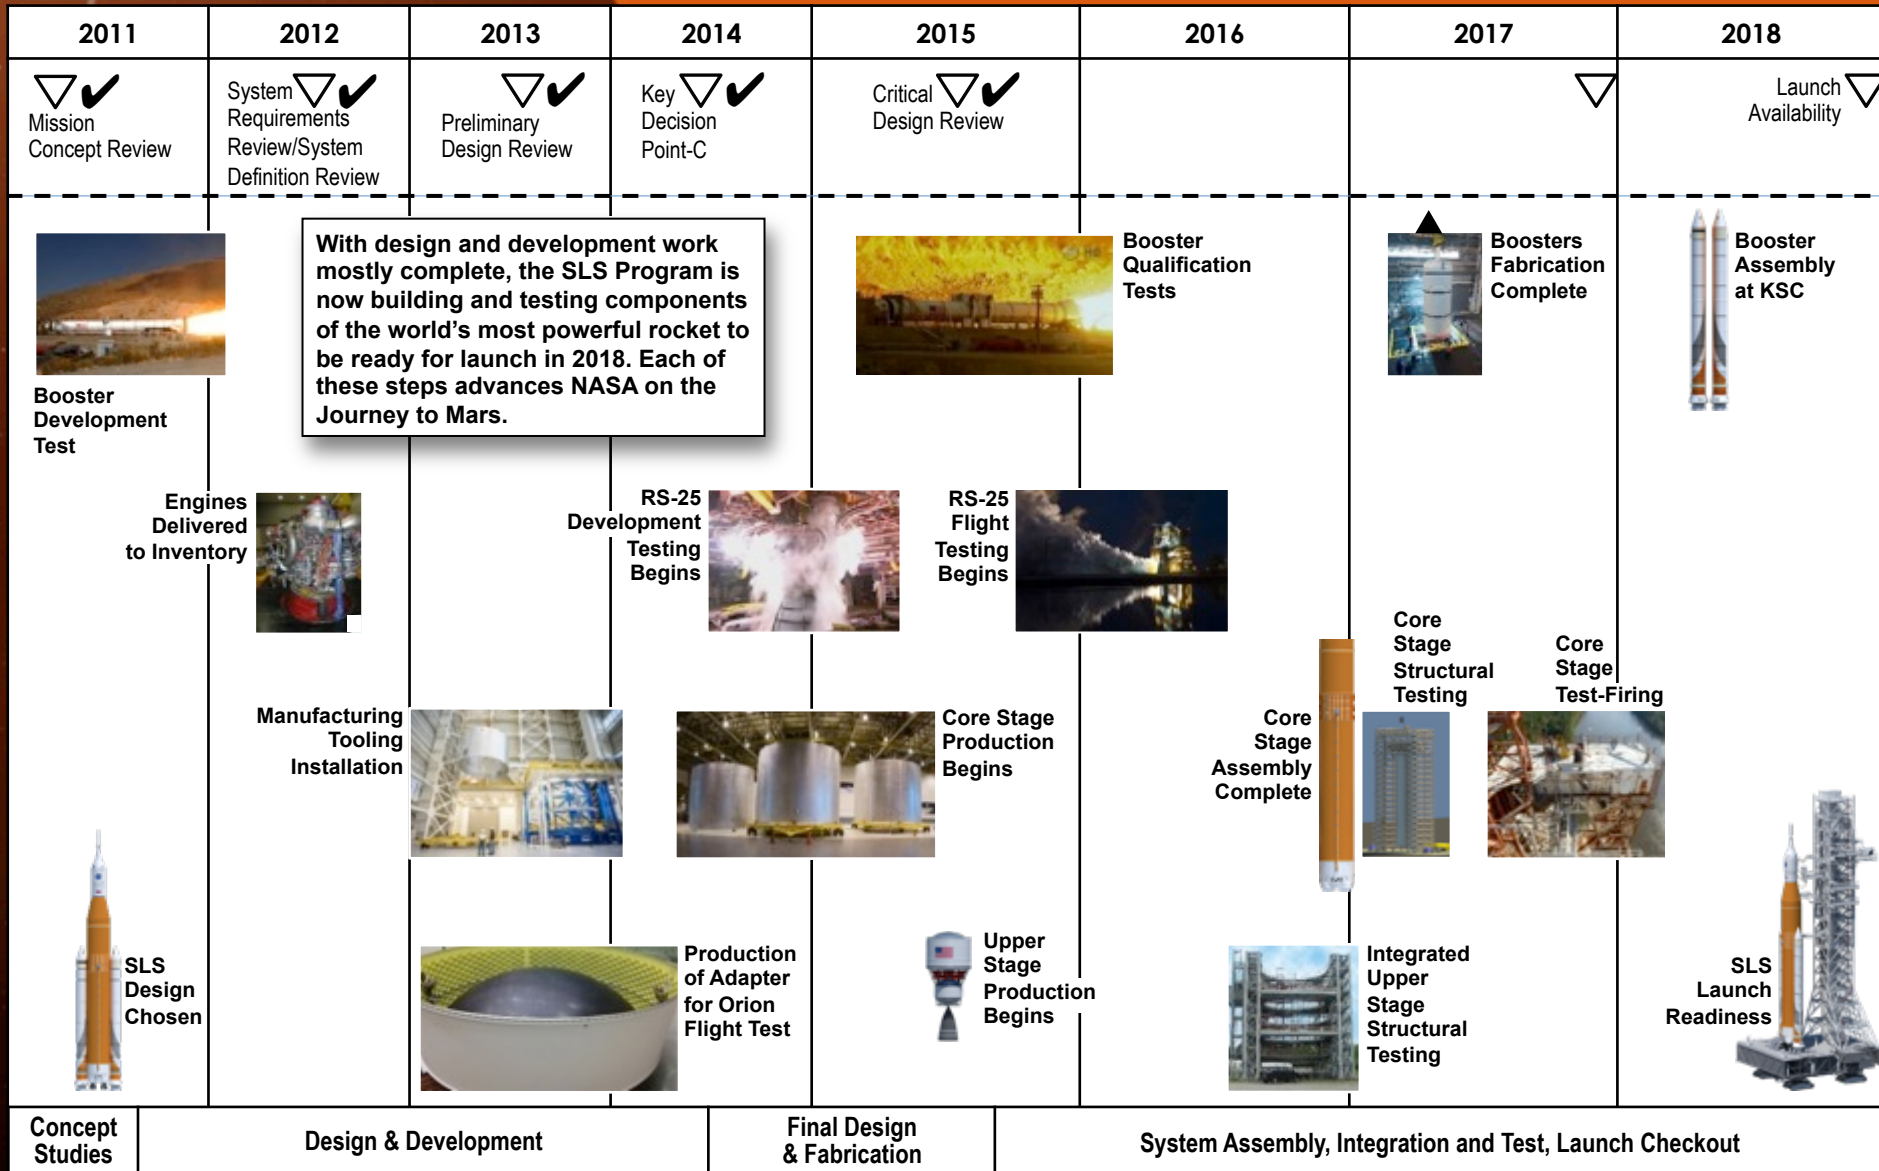 2011
2012
2013
2014
2015
2016
2017
2018
Mission
Concept Review
System
Requirements
Review/System
Definition Review
Preliminary
Design Review
Key
Decision
Point-C
Critical
Design Review
Launch
Availability
With design and development work
mostly complete, the SLS Program is
now building and testing components
of the world’s most powerful rocket to
be ready for launch in 2018. Each of
these steps advances NASA on the
Journey to Mars.
Booster
Development
Test
Booster
Qualification
Tests
Boosters
Fabrication
Complete
Booster
Assembly
at KSC
Engines
Delivered
to Inventory
RS-25
Development
Testing
Begins
RS-25
Flight
Testing
Begins
Manufacturing
Tooling
Installation
Core Stage
Production
Begins
Core
Stage
Assembly
Complete
Core
Stage
Structural
Testing
Core
Stage
Test-Firing
SLS
Design
Chosen
Production
of Adapter
for Orion
Flight Test
Upper
Stage
Production
Begins
Integrated
Upper
Stage
Structural
Testing
SLS
Launch
Readiness
Concept
Studies
Design & Development
Final Design
& Fabrication
System Assembly, Integration and Test, Launch Checkout